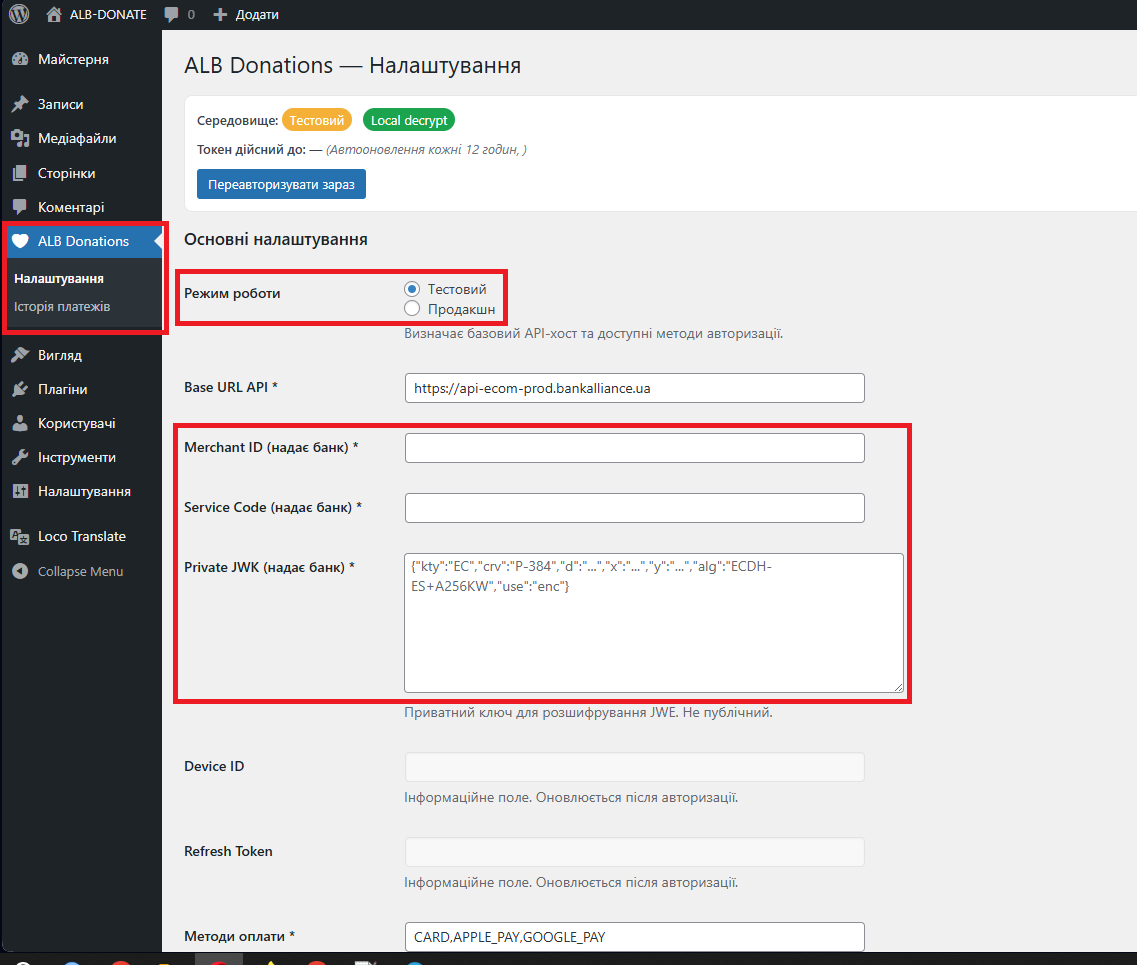 ALB-DONATE 0 Додати
Майстерня
Записи
Медіафайли
Сторінки
Коментарі
ALB Donations
Налаштування
Історія платежів
Вигляд
Плагіни
Користувачі
Інструменти
Налаштування
Loco Translate
Collapse Menu
ALB Donations — Налаштування
Середовище: Тестовий Local decrypt
Токен дійсний до: — (Автооновлення кожні 12 годин, )
Переавторизувати зараз
Основні налаштування
Режим роботи
Тестовий
Продакшн
Визначає базовий API-хост та доступні методи авторизації.
Base URL API * https://api-ecom-prod.bankalliance.ua
Merchant ID (надає банк) *
Service Code (надає банк) *
Private JWK (надає банк) *
{"kty":"EC","crv":"P-384","d":"...","x":"...","y":"...","alg":"ECDH-
ES+A256KW","use":"enc"}
Приватний ключ для розшифрування JWE. Не публічний.
Device ID
Інформаційне поле. Оновлюється після авторизації.
Refresh Token
Інформаційне поле. Оновлюється після авторизації.
Методи оплати * CARD,APPLE_PAY,GOOGLE_PAY